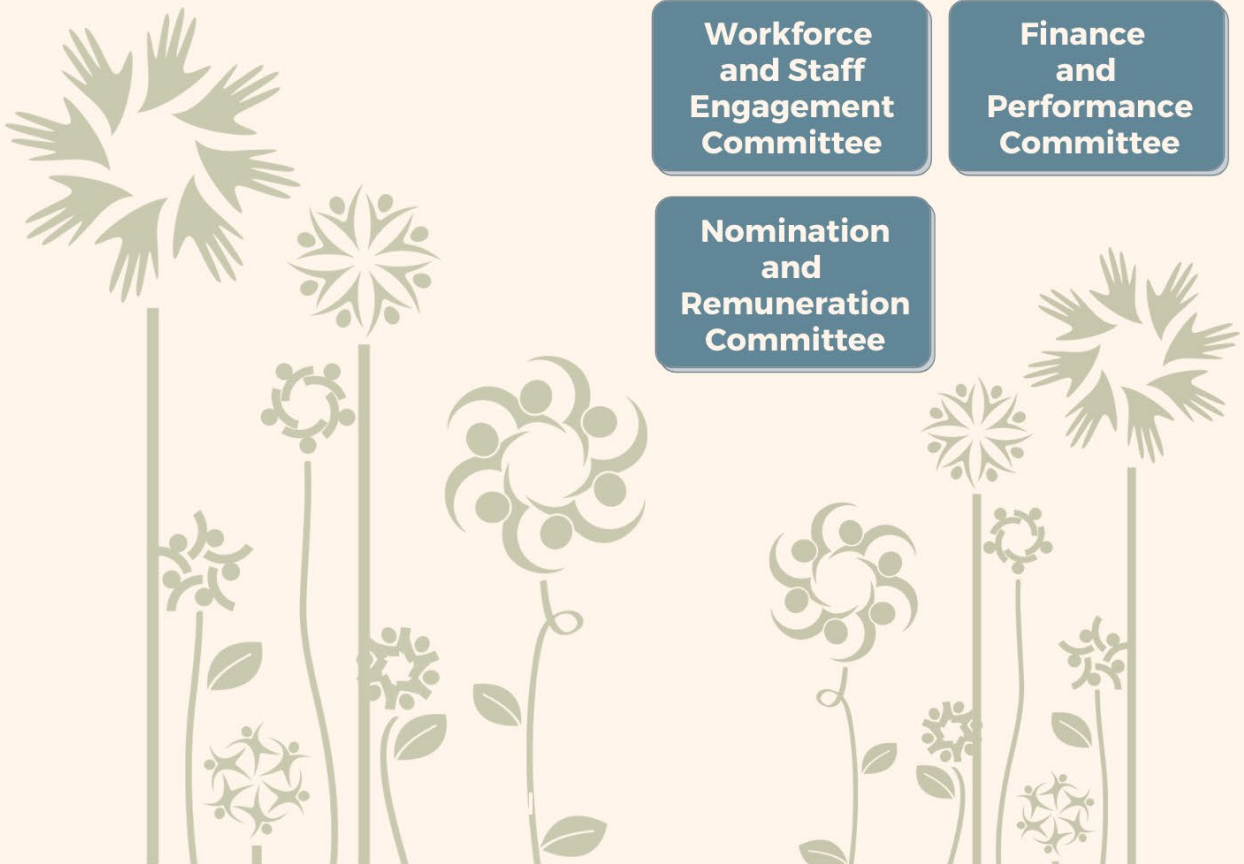 Workforce
and Staff
Engagement
Committee
Finance
and
Performance
Committee
Nomination
and
Remuneration
Committee